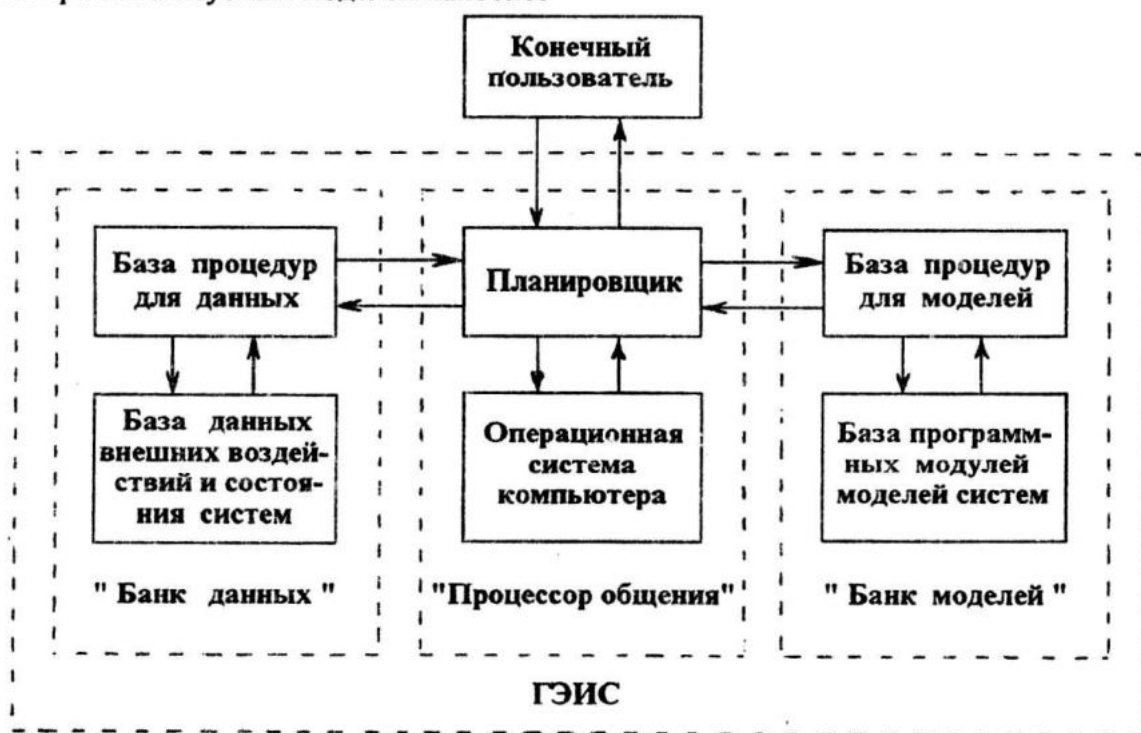 Конечный
пользователь
База процедур
для данных
Планировщик
База процедур
для моделей
База данных
внешних воздей-
ствий и состоя-
ния систем
Операционная
система
компьютера
База программ-
ных модулей
моделей систем
" Банк данных "
"Процессор общения"
" Банк моделей "
ГЭИС